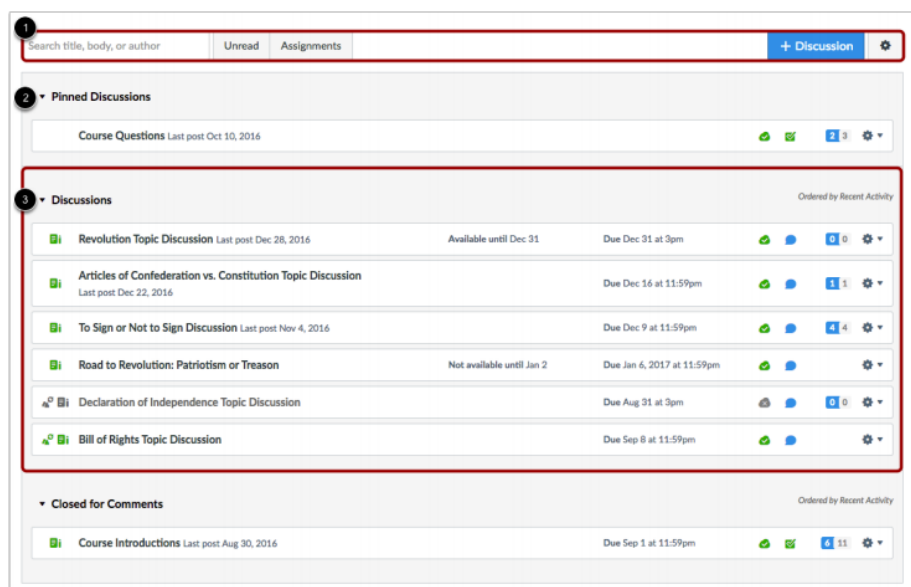 1
Search title, body, or author Unread Assignments + Discussion
2 Pinned Discussions
Course Questions Last post Oct 10, 2016 2 3
3 Discussions Ordered by Recent Activity
Revolution Topic Discussion Last post Dec 28, 2016 Available until Dec 31 Due Dec 31 at 3pm 0 0
Articles of Confederation vs. Constitution Topic Discussion
Last post Dec 22, 2016 Due Dec 16 at 11:59pm 1 1
To Sign or Not to Sign Discussion Last post Nov 4, 2016 Due Dec 9 at 11:59pm 4 4
Road to Revolution: Patriotism or Treason Not available until Jan 2 Due Jan 6, 2017 at 11:59pm
Declaration of Independence Topic Discussion Due Aug 31 at 3pm 0 0
Bill of Rights Topic Discussion Due Sep 8 at 11:59pm
Closed for Comments Ordered by Recent Activity
Course Introductions Last post Aug 30, 2016 Due Sep 1 at 11:59pm 6 11